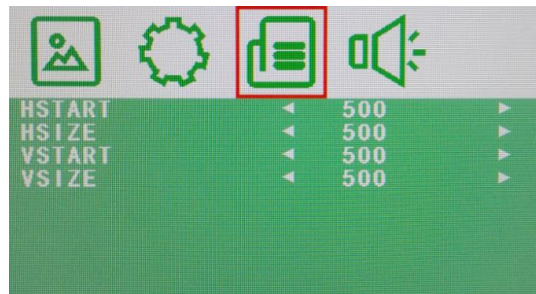 HSTART ◄ 500 ►
HSIZE ◄ 500 ►
VSTART ◄ 500 ►
VSIZE ◄ 500 ►